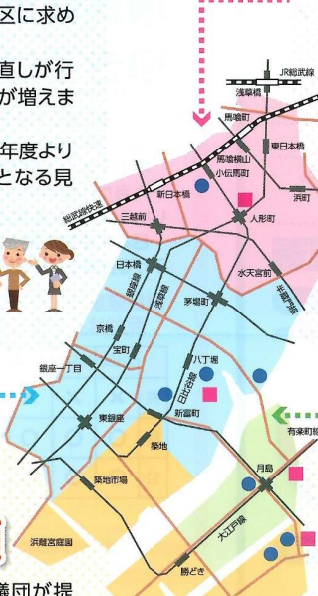 区に求め
直しが行
が増えま
年度より
となる見
JR総武線
浅草橋
馬喰町
東日本橋
馬喰横山
小伝馬町
浜町
新日本橋
総武線快速
三越前
人形町
日本橋
水天宮前
銀座線
浅草線
茅場町
半蔵門線
京橋
宝町
八丁堀
銀座一丁目
日比谷線
東銀座
新富町
築地
有楽町線
築地市場
月島
浜離宮庭園
大江戸線
勝どき
議団が提